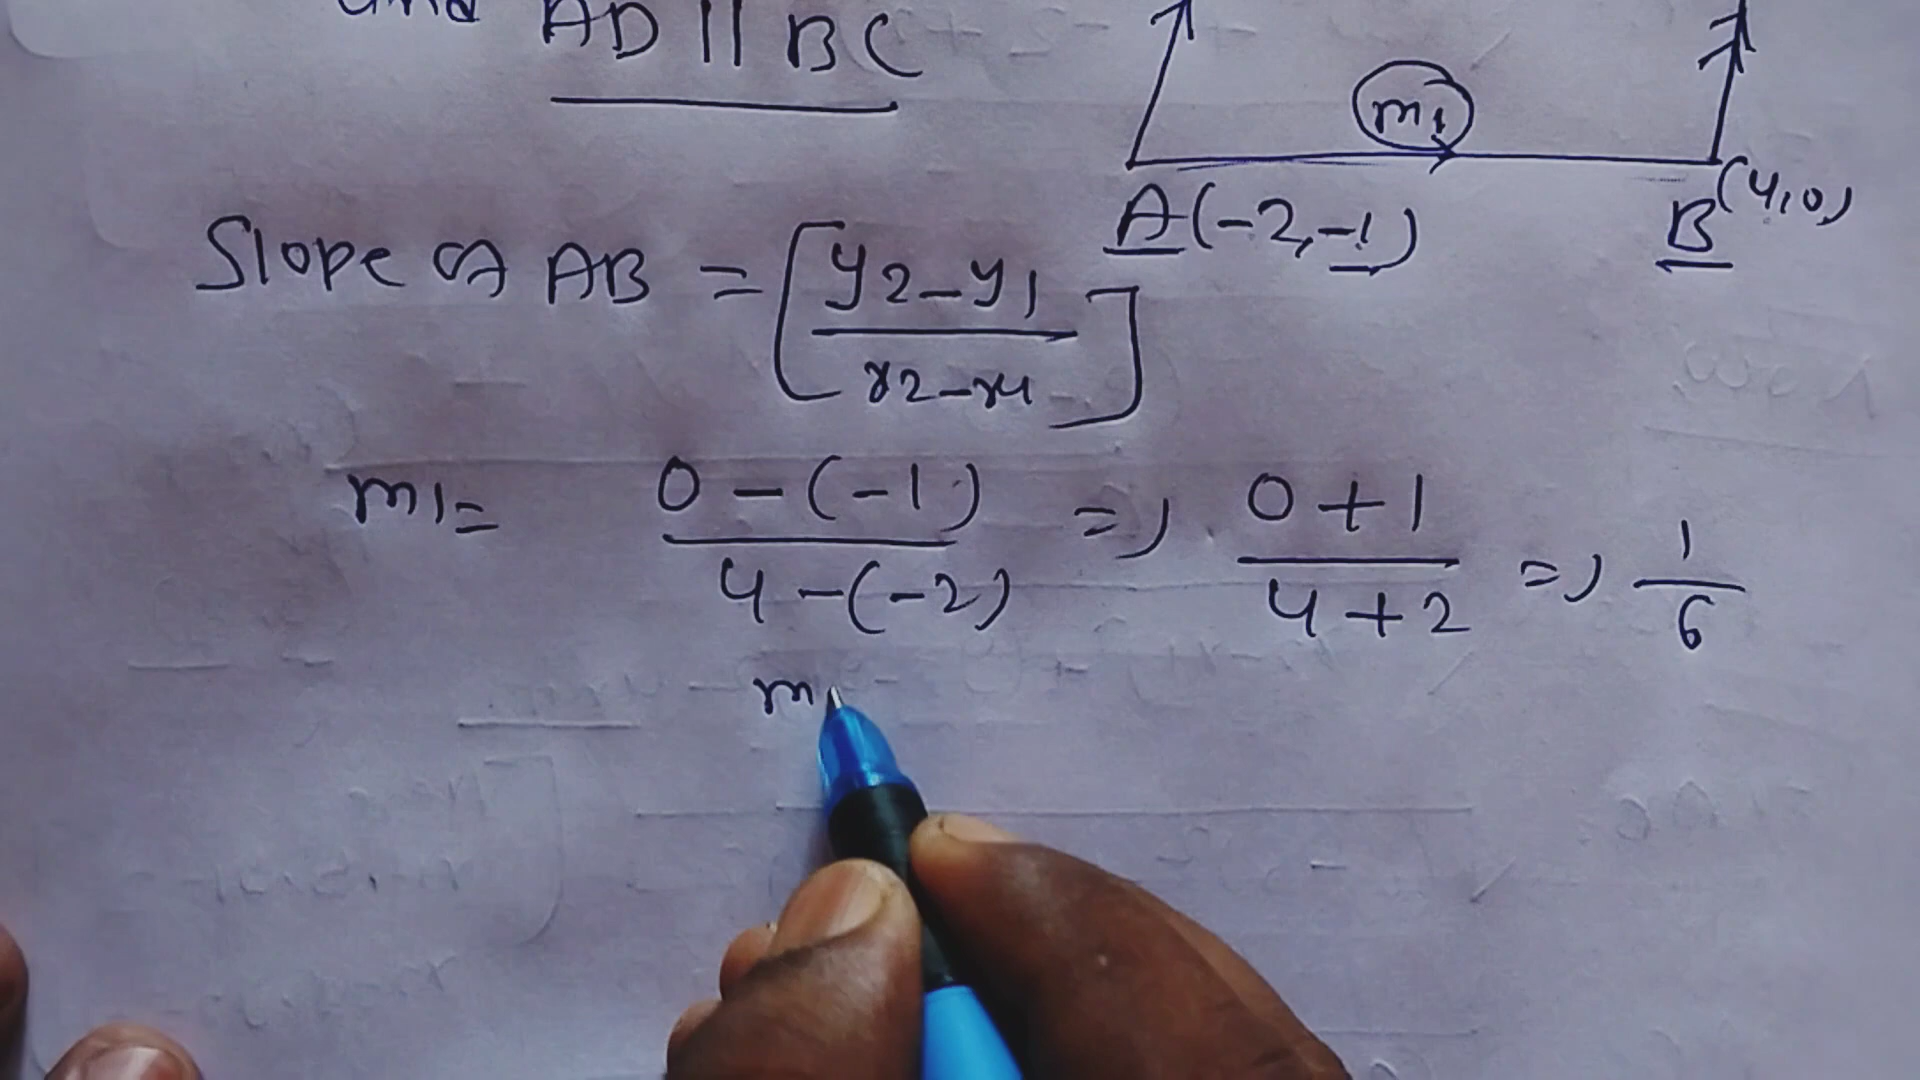 and AD || BC
m1
A(-2,-1) B(4,0)
Slope of AB = [y2-y1 / x2-x1]
m1= 0-(-1) / 4-(-2) => 0+1 / 4+2 => 1/6
m